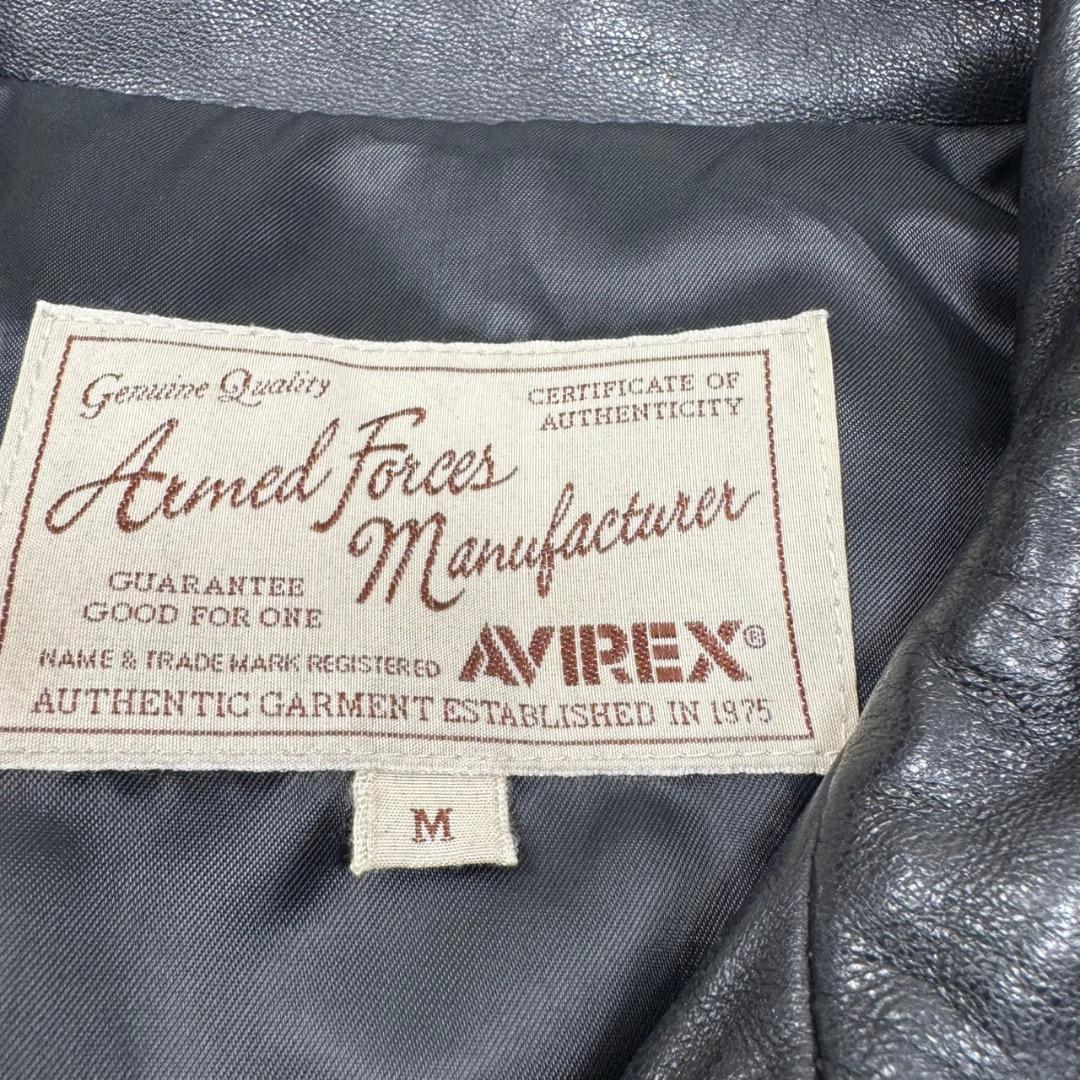 Genuine Quality
CERTIFICATE OF
AUTHENTICITY
Armed Forces
Manufacturer
GUARANTEE
GOOD FOR ONE
NAME & TRADE MARK REGISTERED
AVIREX®
AUTHENTIC GARMENT ESTABLISHED IN 1975
M